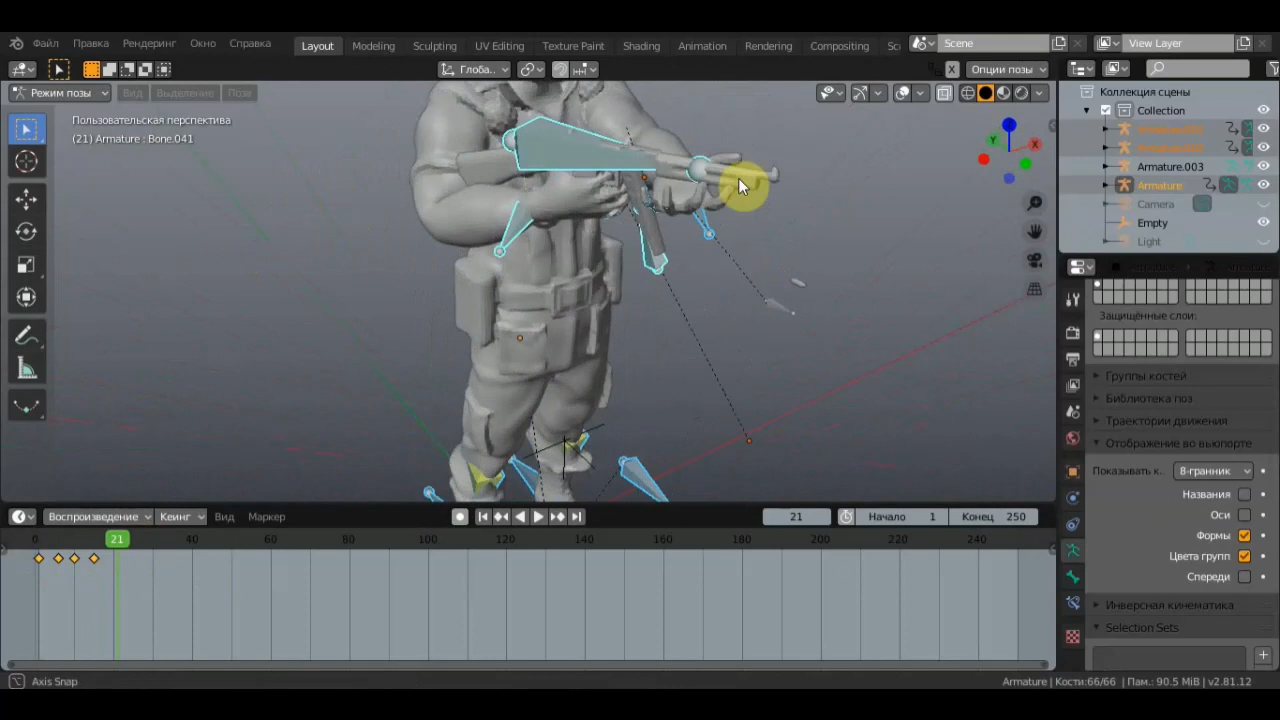 Файл Правка Рендеринг Окно Справка Layout Modeling Sculpting UV Editing Texture Paint Shading Animation Rendering Compositing Sc Scene View Layer
Глоба.. X Опции позы
Режим позы Вид Выделение Поза
Пользовательская перспектива
(21) Armature : Bone.041
Z
Y
X
Коллекция сцены
Collection
Armature.003
Armature
Camera
Empty
Light
Защищённые слои:
Группы костей
Библиотека поз
Траектории движения
Отображение во вьюпорте
Показывать к.. 8-гранник
Названия
Оси
Формы
Цвета групп
Спереди
Инверсная кинематика
Selection Sets
Воспроизведение Кеинг Вид Маркер 21 Начало 1 Конец 250
0 21 40 60 80 100 120 140 160 180 200 220 240
Axis Snap Armature | Кости:66/66 | Пам.: 90.5 MiB | v2.81.12